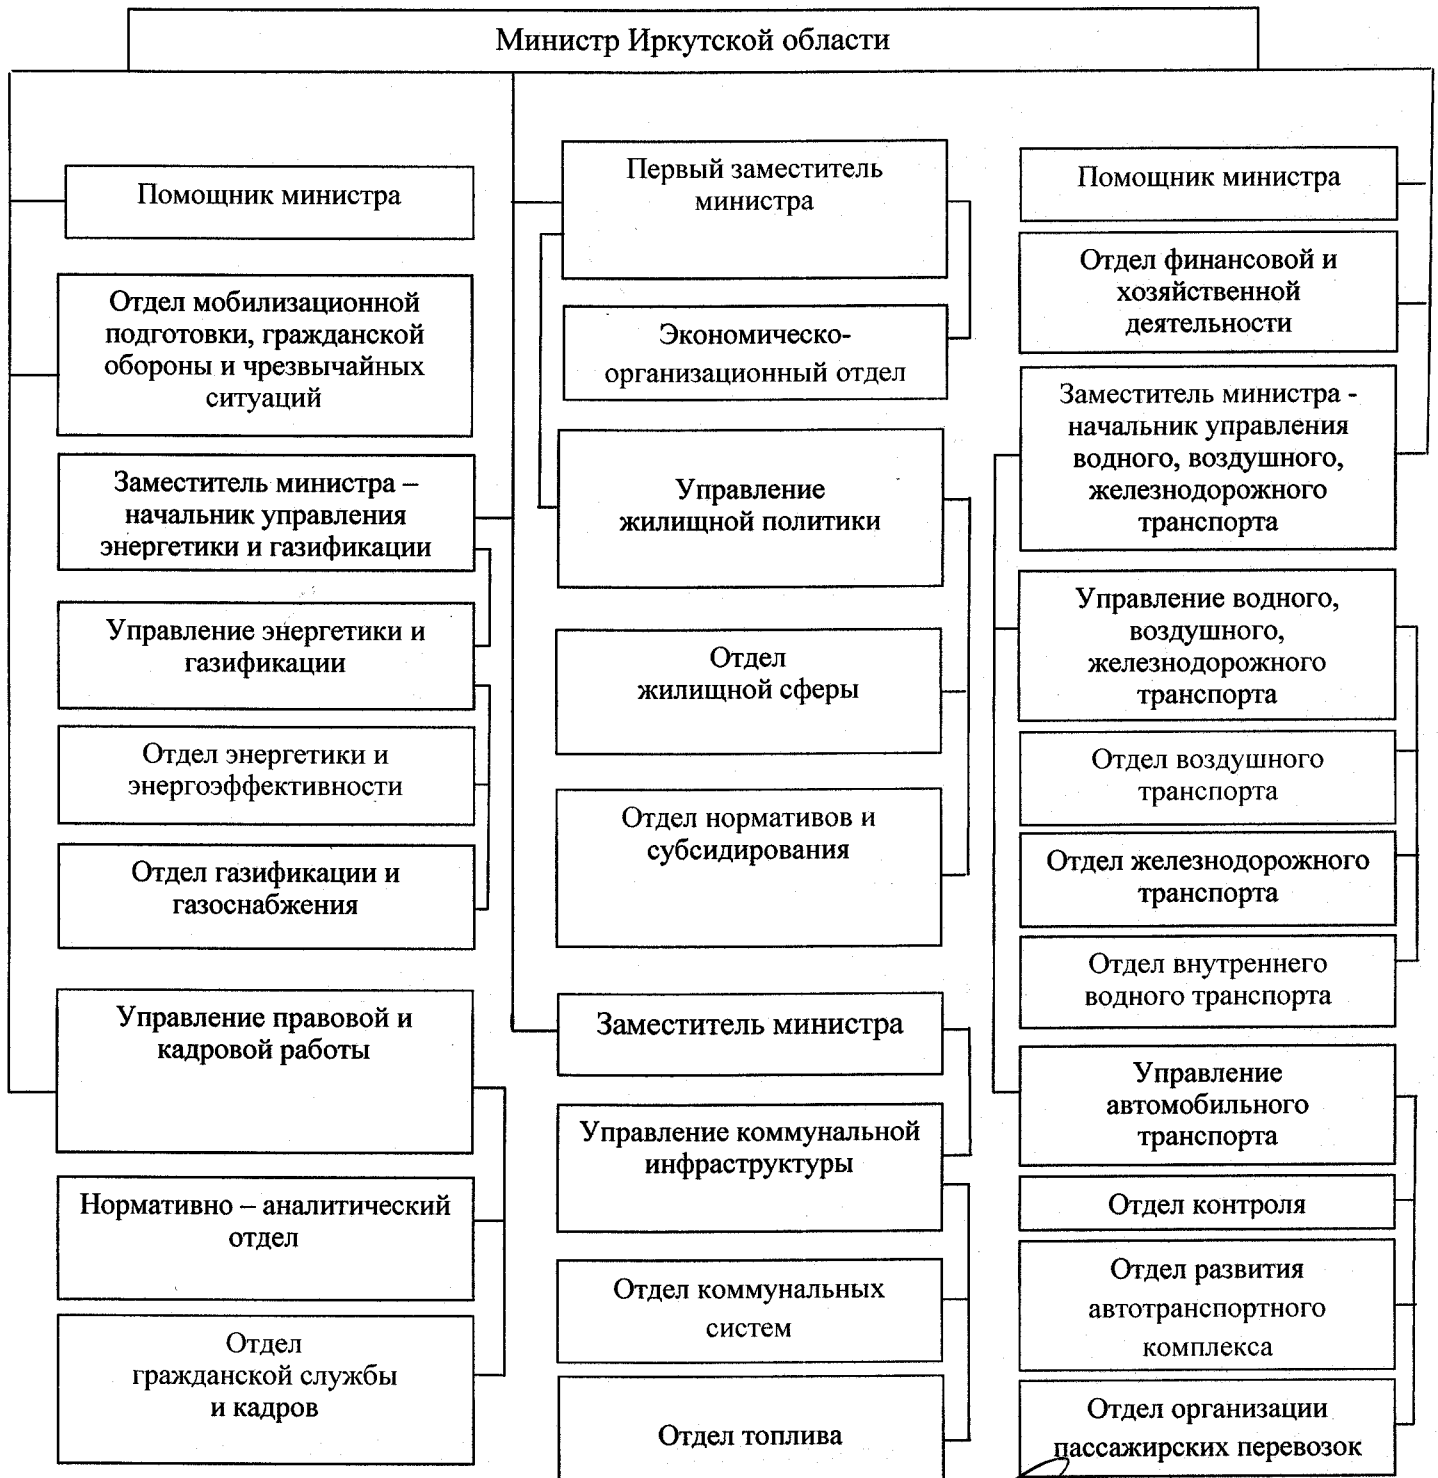 Министр Иркутской области
Помощник министра
Отдел мобилизационной
подготовки, гражданской
обороны и чрезвычайных
ситуаций
Заместитель министра –
начальник управления
энергетики и газификации
Управление энергетики и
газификации
Отдел энергетики и
энергоэффективности
Отдел газификации и
газоснабжения
Управление правовой и
кадровой работы
Нормативно – аналитический
отдел
Отдел
гражданской службы
и кадров
Первый заместитель
министра
Экономическо-
организационный отдел
Управление
жилищной политики
Отдел
жилищной сферы
Отдел нормативов и
субсидирования
Заместитель министра
Управление коммунальной
инфраструктуры
Отдел коммунальных
систем
Отдел топлива
Помощник министра
Отдел финансовой и
хозяйственной
деятельности
Заместитель министра -
начальник управления
водного, воздушного,
железнодорожного
транспорта
Управление водного,
воздушного,
железнодорожного
транспорта
Отдел воздушного
транспорта
Отдел железнодорожного
транспорта
Отдел внутреннего
водного транспорта
Управление
автомобильного
транспорта
Отдел контроля
Отдел развития
автотранспортного
комплекса
Отдел организации
пассажирских перевозок